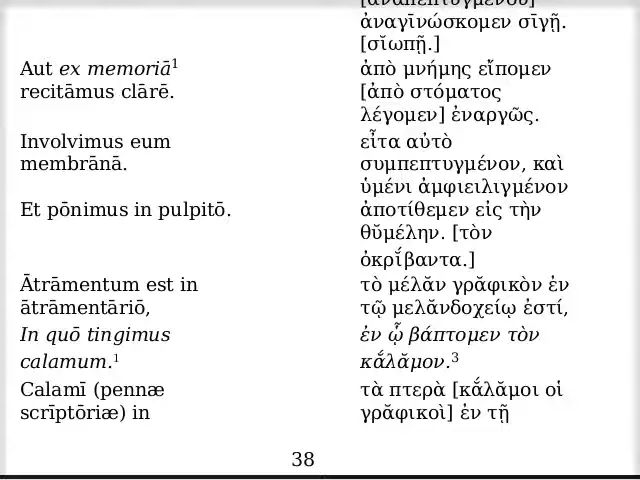 [ἀναπεπτυγμένου]
ἀναγῑνώσκομεν σῑγῇ.
[σῐωπῇ.]
Aut ex memoriā¹
recitāmus clārē.
ἀπὸ μνήμης εἴπομεν
[ἀπὸ στόματος
λέγομεν] ἐναργῶς.
Involvimus eum
membrānā.
εἶτα αὐτὸ
συμπεπτυγμένον, καὶ
ὑμένι ἀμφιειλιγμένον
Et pōnimus in pulpitō.
ἀποτίθεμεν εἰς τὴν
θῠμέλην. [τὸν
ὀκρῐ́βαντα.]
Ātrāmentum est in
ātrāmentāriō,
τὸ μέλᾰν γρᾰφικὸν ἐν
τῷ μελᾰνδοχείῳ ἐστί,
In quō tingimus
calamum.¹
ἐν ᾧ βάπτομεν τὸν
κᾰ́λᾰμον.³
Calamī (pennæ
scrīptōriæ) in
τὰ πτερὰ [κᾰ́λᾰμοι οἱ
γρᾰφικοὶ] ἐν τῇ
38